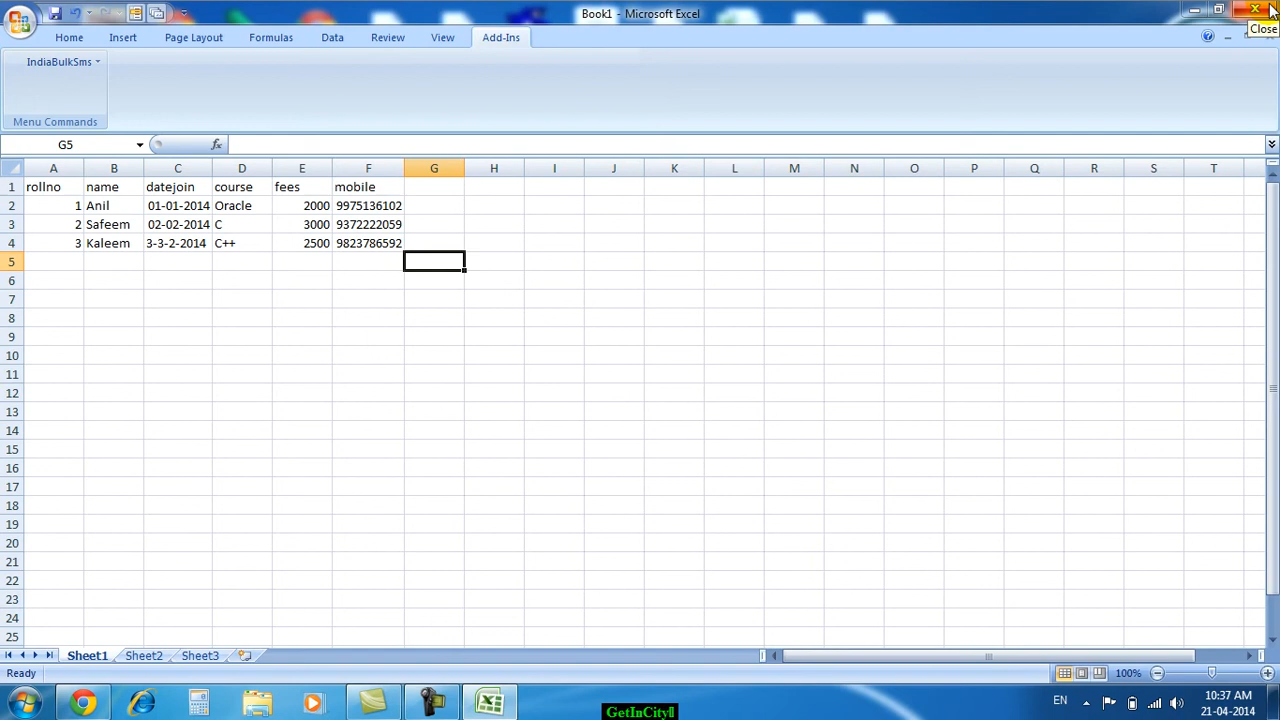 Book1 - Microsoft Excel
Close
Home Insert Page Layout Formulas Data Review View Add-Ins
IndiaBulkSms
Menu Commands
G5 fx
A B C D E F G H I J K L M N O P Q R S T
1 rollno name datejoin course fees mobile
2 1 Anil 01-01-2014 Oracle 2000 9975136102
3 2 Safeem 02-02-2014 C 3000 9372222059
4 3 Kaleem 3-3-2-2014 C++ 2500 9823786592
5
6
7
8
9
10
11
12
13
14
15
16
17
18
19
20
21
22
23
24
25
Sheet1 Sheet2 Sheet3
Ready 100%
EN 10:37 AM
21-04-2014
GetInCity